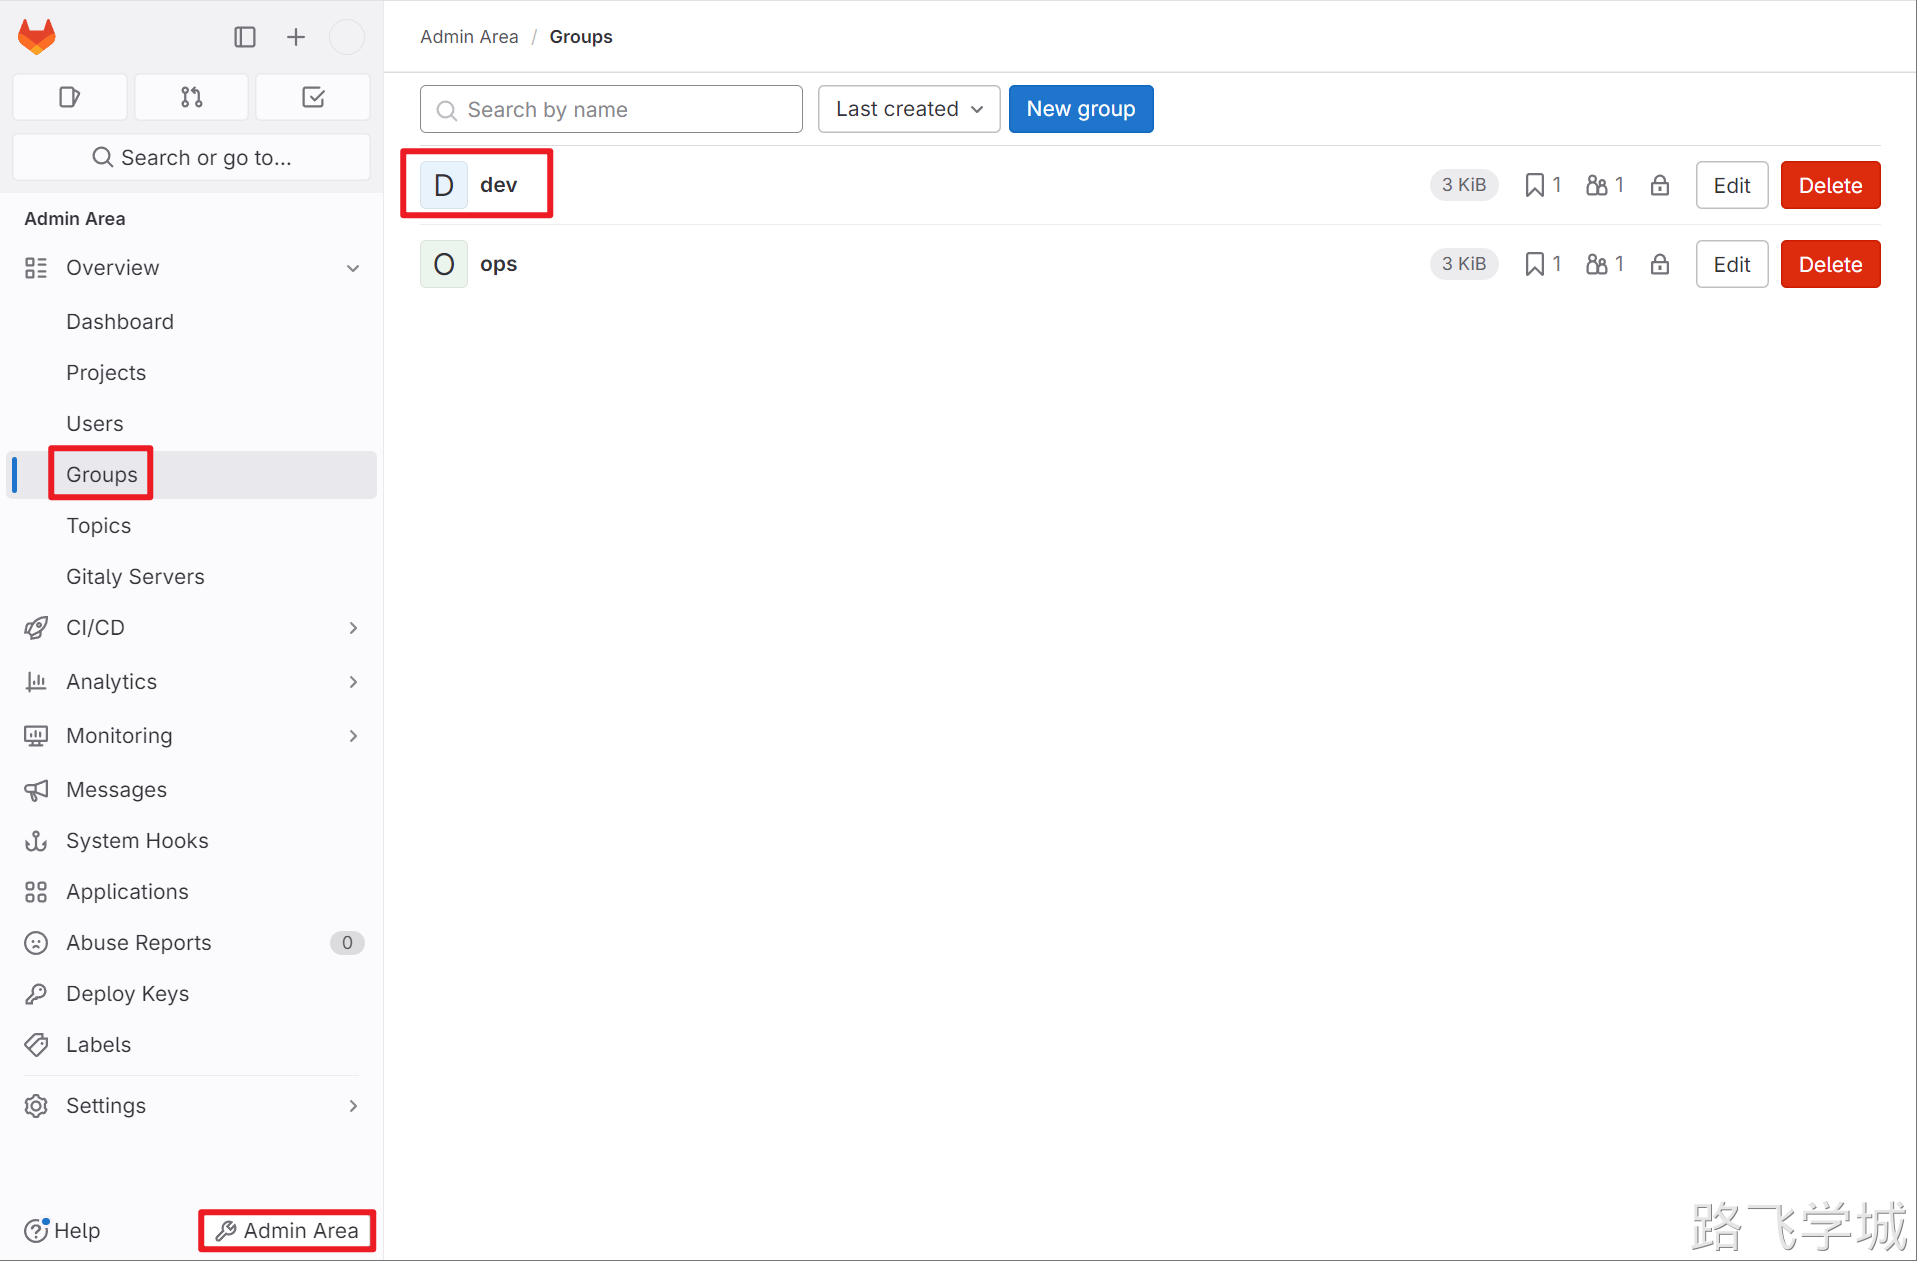 Admin Area / Groups
Search by name
Last created
New group
Search or go to...
D dev 3 KiB 1 1 Edit Delete
O ops 3 KiB 1 1 Edit Delete
Admin Area
Overview
Dashboard
Projects
Users
Groups
Topics
Gitaly Servers
CI/CD
Analytics
Monitoring
Messages
System Hooks
Applications
Abuse Reports 0
Deploy Keys
Labels
Settings
Help
Admin Area
路飞学城